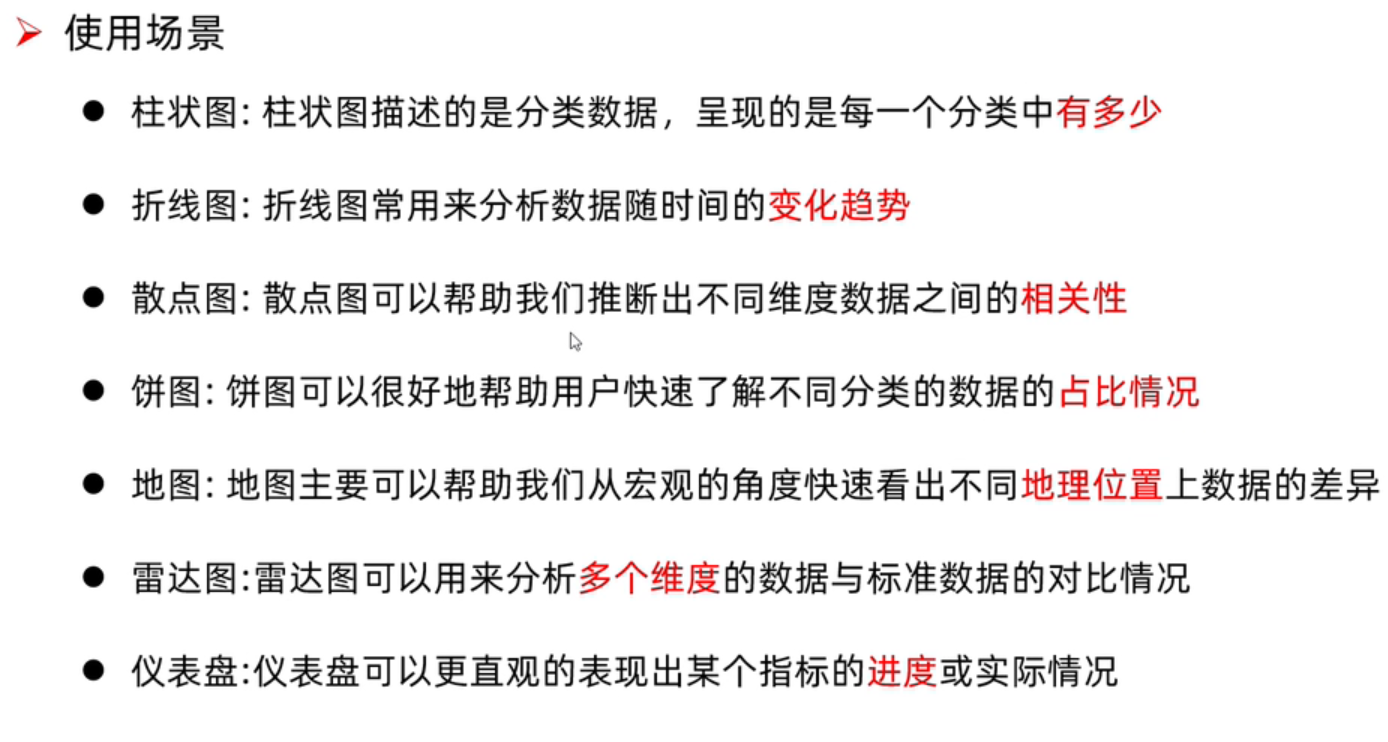 使用场景
柱状图: 柱状图描述的是分类数据，呈现的是每一个分类中有多少
折线图: 折线图常用来分析数据随时间的变化趋势
散点图: 散点图可以帮助我们推断出不同维度数据之间的相关性
饼图: 饼图可以很好地帮助用户快速了解不同分类的数据的占比情况
地图: 地图主要可以帮助我们从宏观的角度快速看出不同地理位置上数据的差异
雷达图:雷达图可以用来分析多个维度的数据与标准数据的对比情况
仪表盘:仪表盘可以更直观的表现出某个指标的进度或实际情况